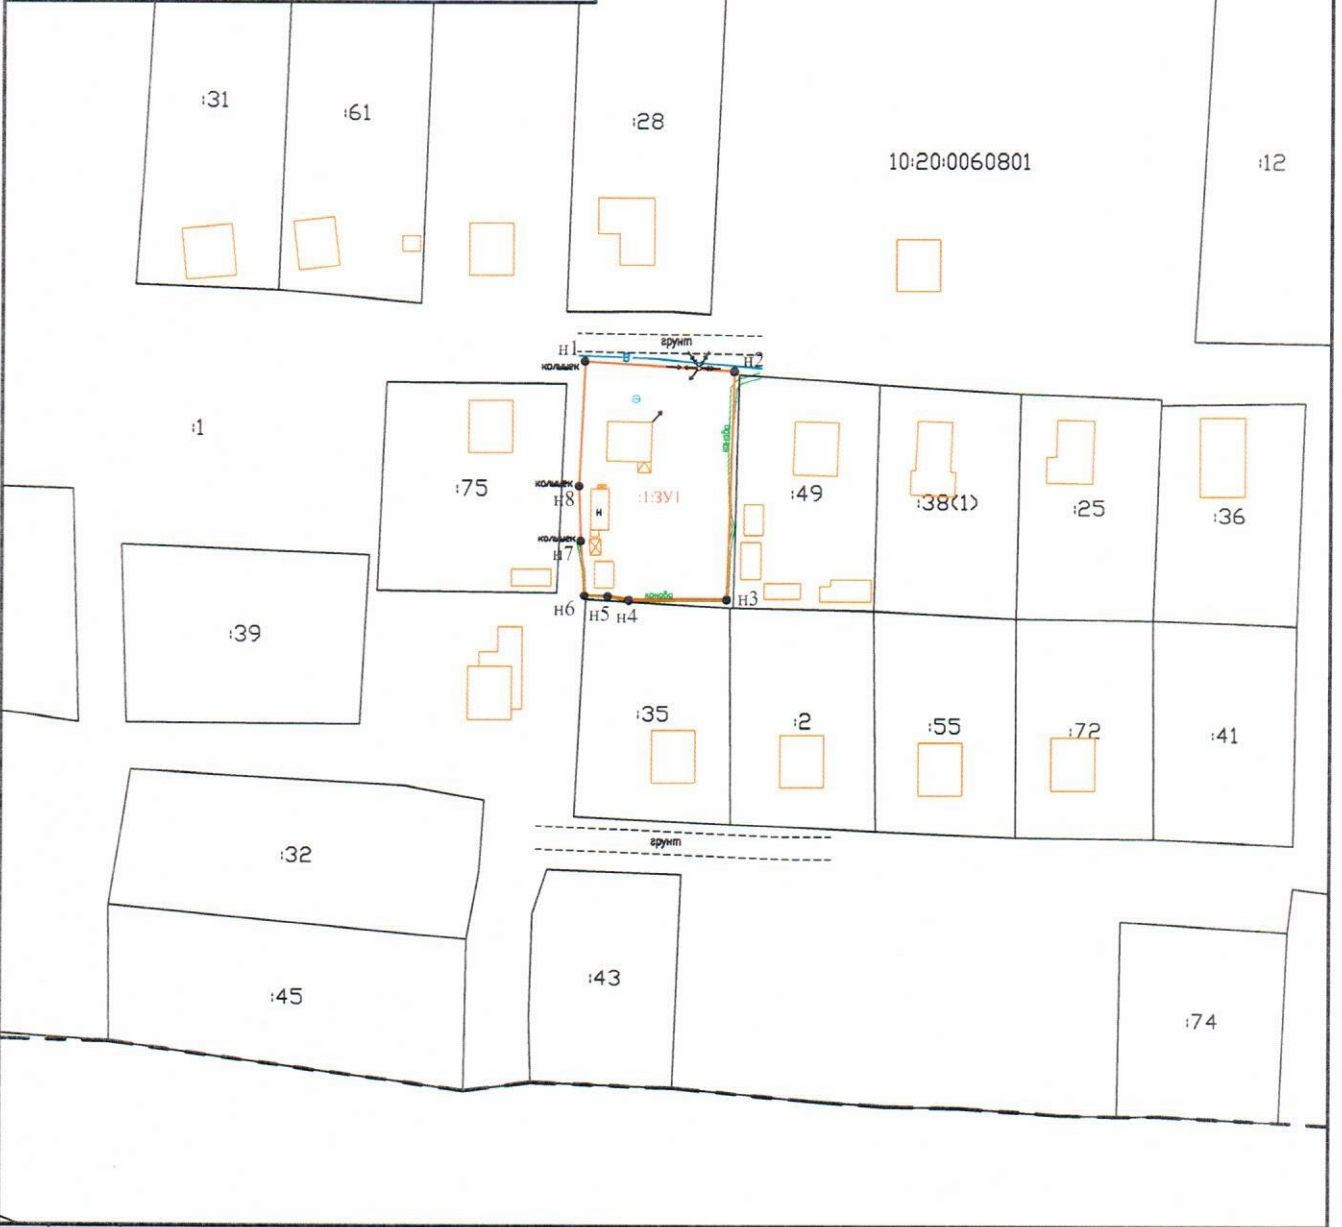 :31
:61
:28
10:20:0060801
:12
грунт
н1
В
н2
колышек
:1
канава
:75
колышек
н8
:1:ЗУ1
:49
:38(1)
:25
:36
н
колышек
н7
н6
н5
н4
канава
н3
:39
:35
:2
:55
:72
:41
грунт
:32
:45
:43
:74